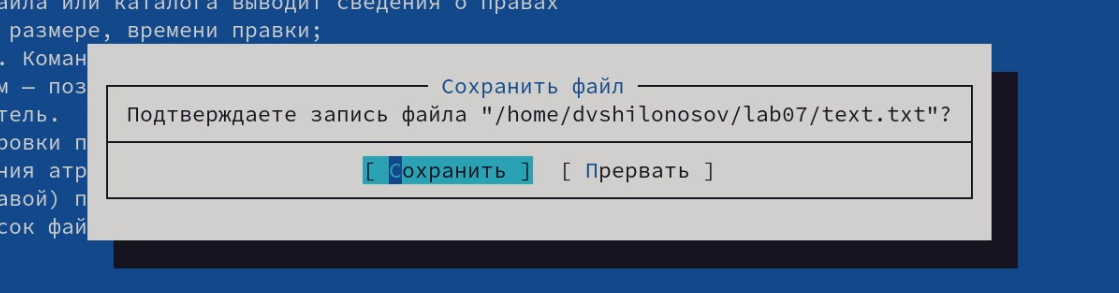 айла или каталога выводит сведения о правах
размере, времени правки;
. Коман
м — поз
Сохранить файл
тель.
Подтверждаете запись файла "/home/dvshilonosov/lab07/text.txt"?
ровки п
ния атр
[ Сохранить ] [ Прервать ]
авой) п
сок фай